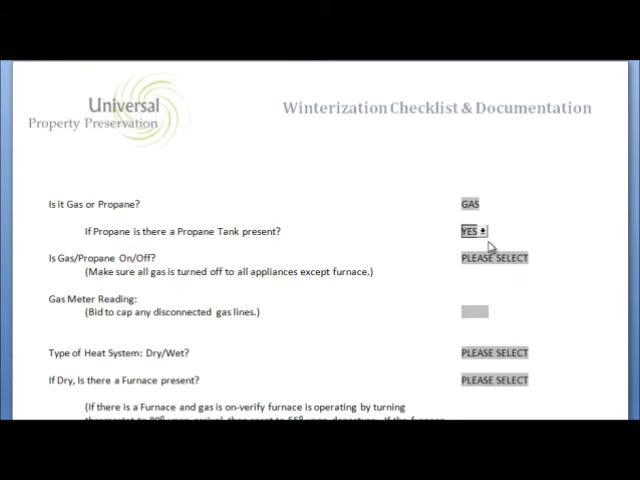 Universal
Property Preservation
Winterization Checklist & Documentation
Is it Gas or Propane? GAS
If Propane is there a Propane Tank present? YES
Is Gas/Propane On/Off? PLEASE SELECT
(Make sure all gas is turned off to all appliances except furnace.)
Gas Meter Reading:
(Bid to cap any disconnected gas lines.)
Type of Heat System: Dry/Wet? PLEASE SELECT
If Dry, Is there a Furnace present? PLEASE SELECT
(If there is a Furnace and gas is on-verify furnace is operating by turning